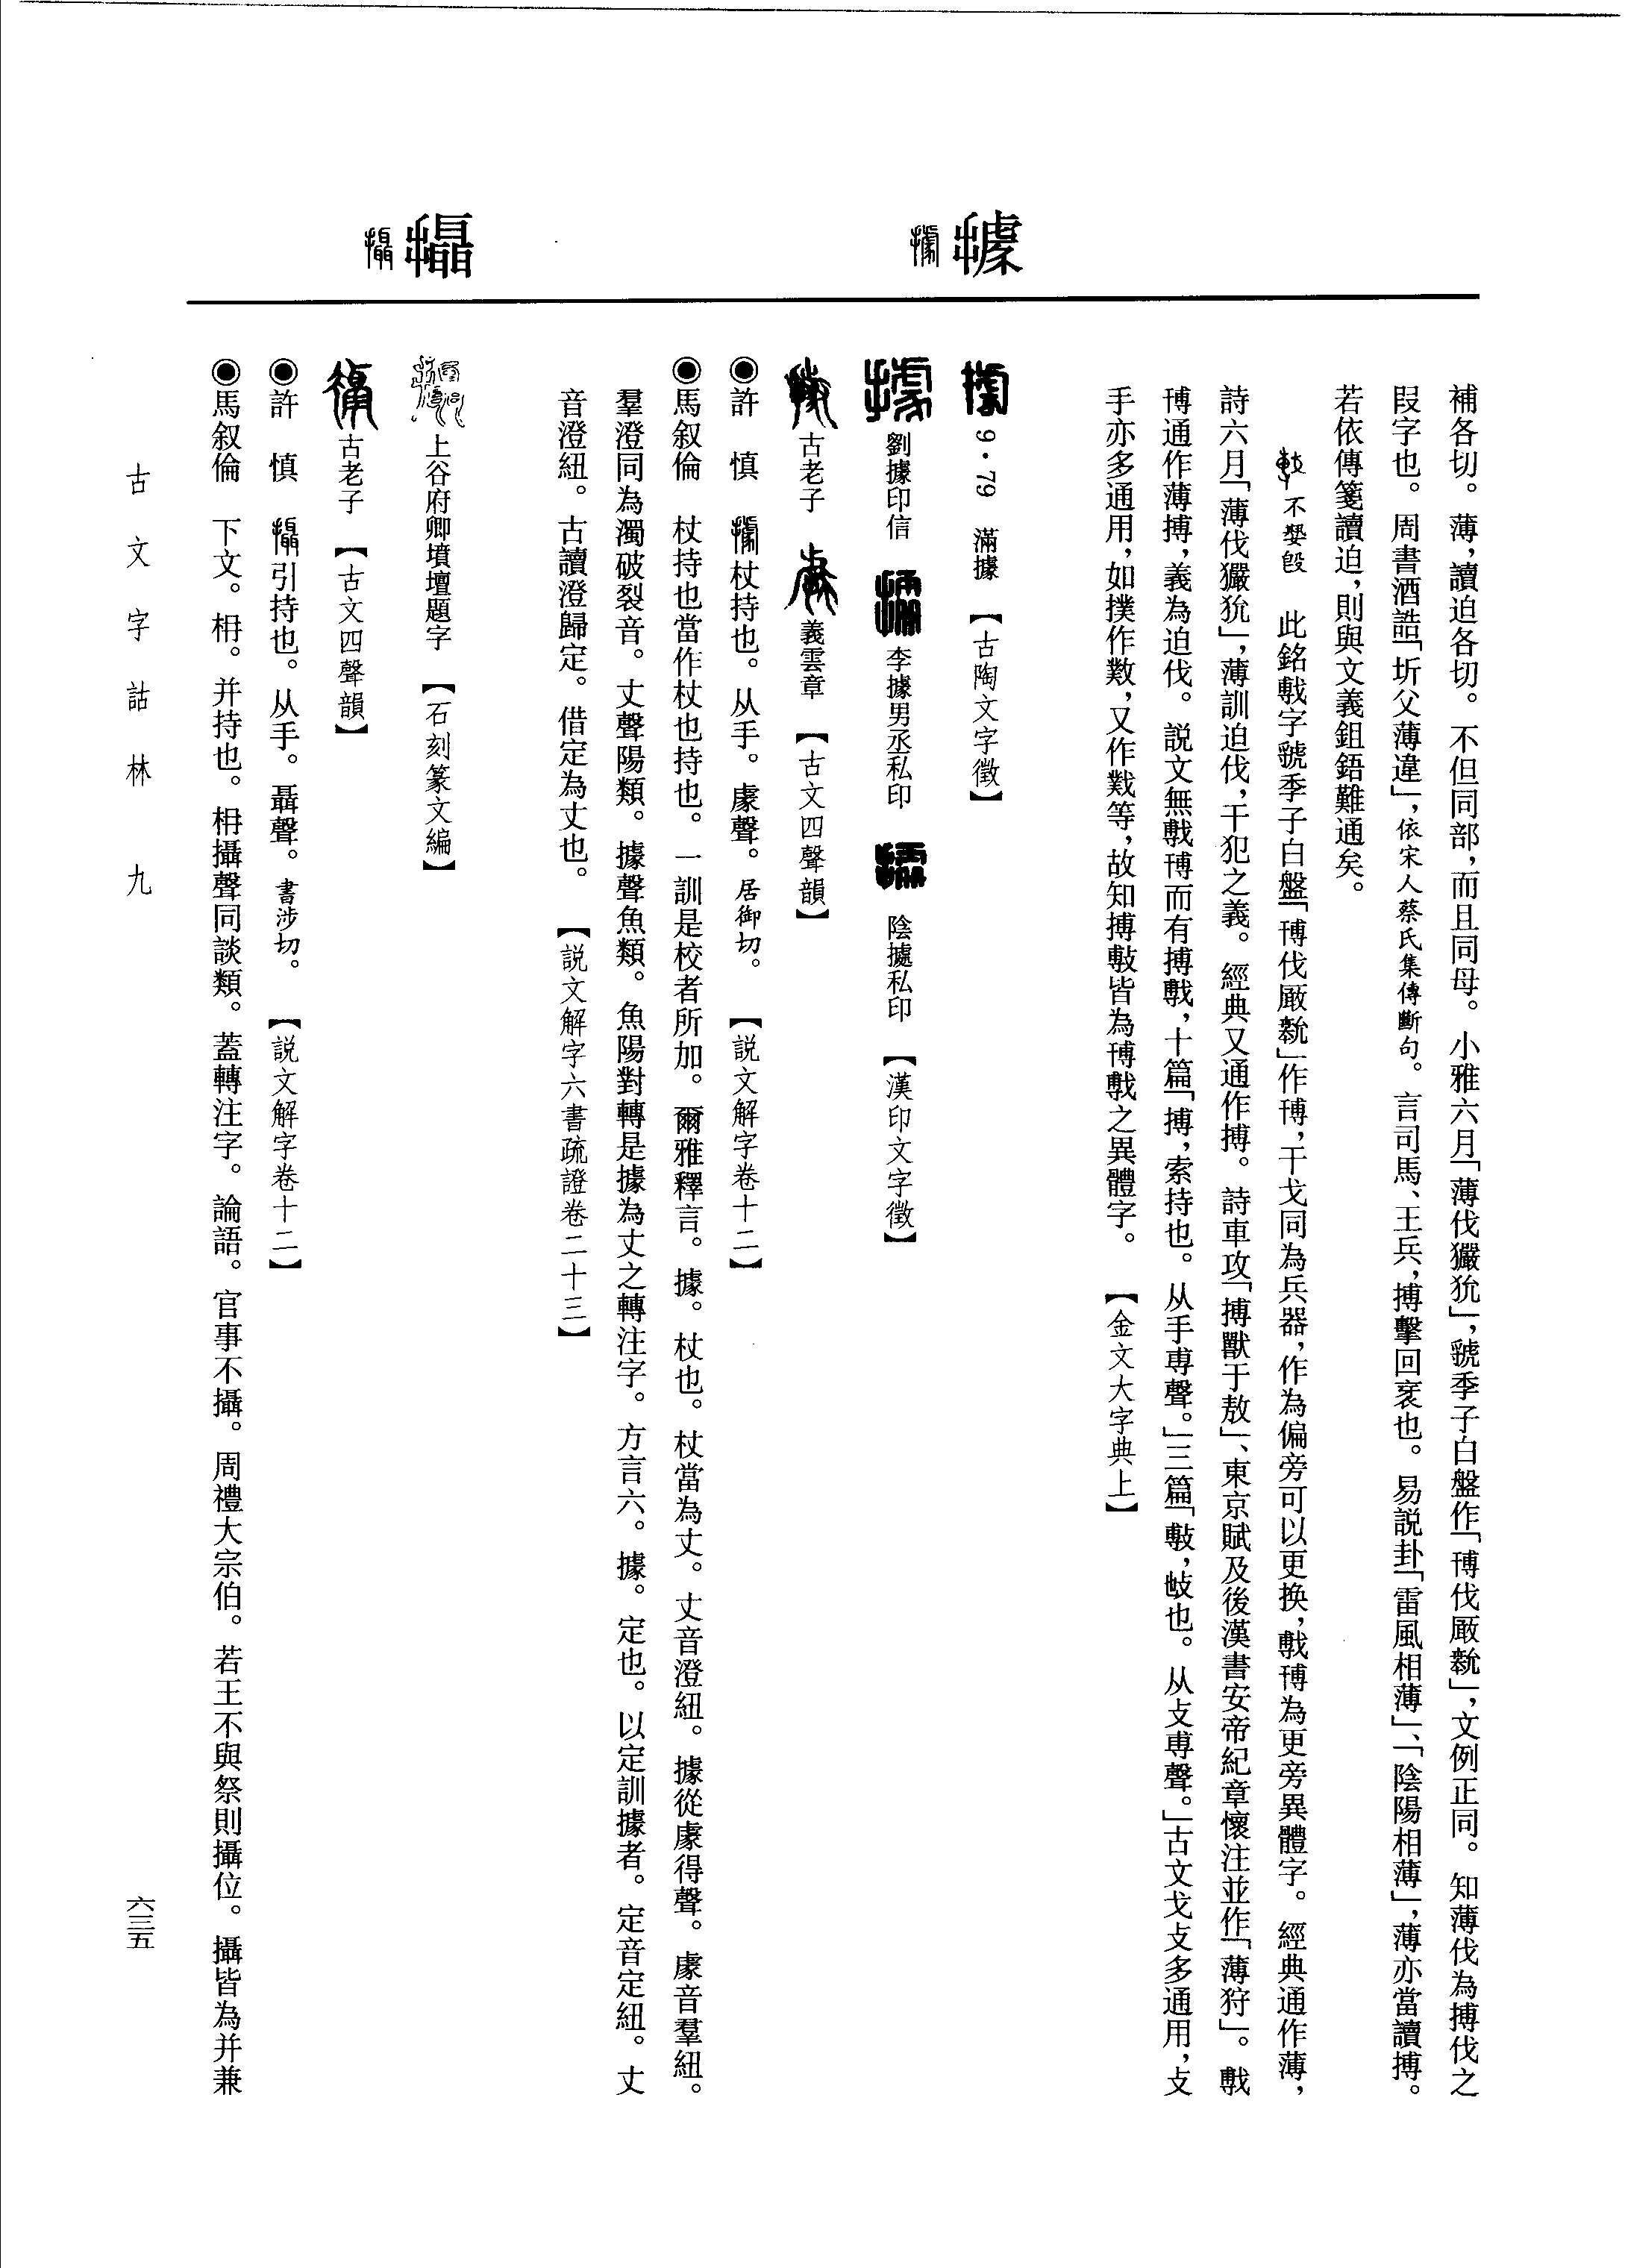 補各切。薄，讀迫各切。不但同部，而且同母。小雅六月「薄伐玁狁」，虢季子白盤作「博伐厰𤞤」，文例正同。知薄伐為搏伐之
段字也。周書酒誥「圻父薄違」，依宋人蔡氏集傳斷句。言司馬、王兵，搏擊回衺也。易説卦「雷風相薄」、「陰陽相薄」，薄亦當讀搏。
若依傳箋讀迫，則與文義鉏鋙難通矣。
不𡢁𣪘　此銘𢧢字虢季子白盤「博伐厰」作，干戈同為兵器，作為偏旁可以更换，𢧢為更旁異體字。經典通作薄，
詩六月「薄伐玁狁」，薄訓迫伐，干犯之義。經典又通作搏。詩車攻「搏獸于敖」、東京賦及後漢書安帝紀章懷注並作「薄狩」。𢧢
通作薄搏，義為迫伐。説文無𢧢而有搏𢧢，十篇「搏，索持也。从手尃聲。」三篇「㪙，也。从攴尃聲。」古文戈攴多通用，攴
手亦多通用，如撲作𢾭，又作等，故知搏㪙皆為𢧢之異體字。【金文大字典上】
據
9·79　滿據　【古陶文字徵】
劉據印信　李據男丞私印　陰據私印　【漢印文字徵】
古老子　義雲章　【古文四聲韻】
◉許　慎　杖持也。从手。豦聲。居御切。　【説文解字卷十二】
◉馬叙倫　杖持也當作杖也持也。一訓是校者所加。爾雅釋言。據。杖也。杖當為丈。丈音澄紐。據從豦得聲。豦音羣紐。
羣澄同為濁破裂音。丈聲陽類。據聲魚類。魚陽對轉是據為丈之轉注字。方言六。據。定也。以定訓據者。定音定紐。丈
音澄紐。古讀澄歸定。借定為丈也。　【説文解字六書疏證卷二十三】
攝
上谷府卿墳壇題字　【石刻篆文編】
古老子　【古文四聲韻】
◉許　慎　引持也。从手。聶聲。書涉切。　【説文解字卷十二】
◉馬叙倫　下文。抩。并持也。抩攝聲同談類。蓋轉注字。論語。官事不攝。周禮大宗伯。若王不與祭則攝位。攝皆為并兼
古文字詁林　九
六三五